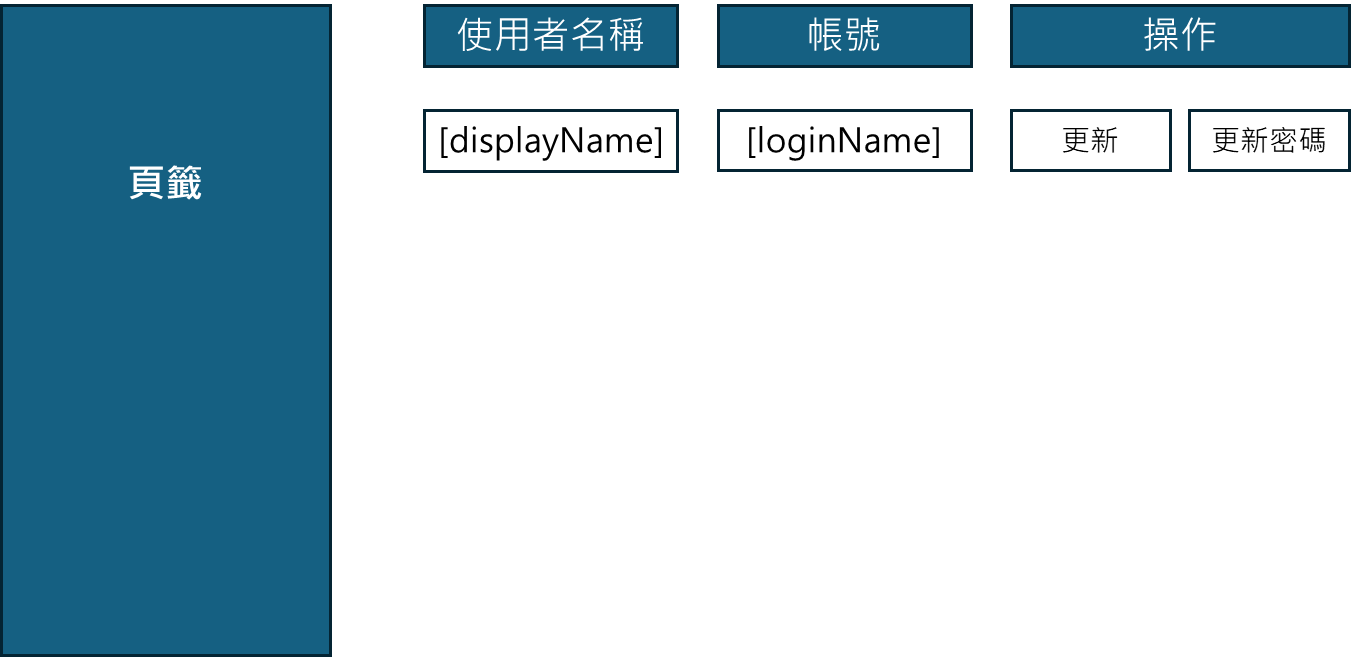 頁籤
使用者名稱
帳號
操作
[displayName]
[loginName]
更新
更新密碼